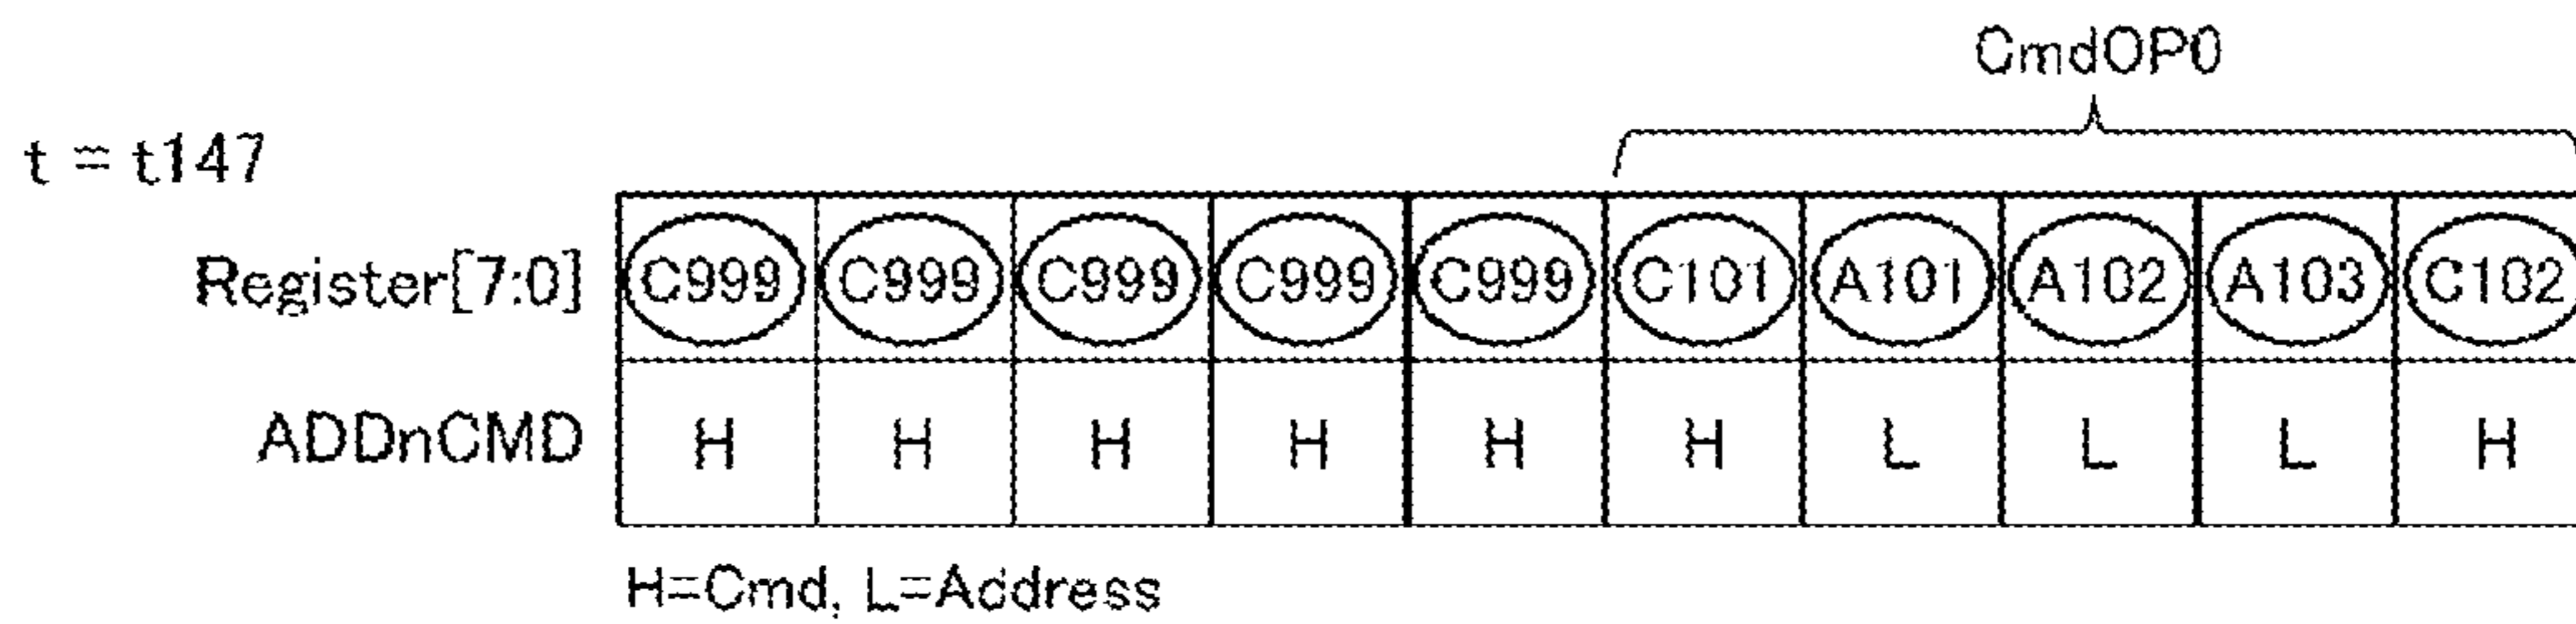 CmdOP0
t = t147
Register[7:0] C999 C999 C999 C999 C999 C101 A101 A102 A103 C102
ADDnCMD H H H H H H L L L H
H=Cmd, L=Address